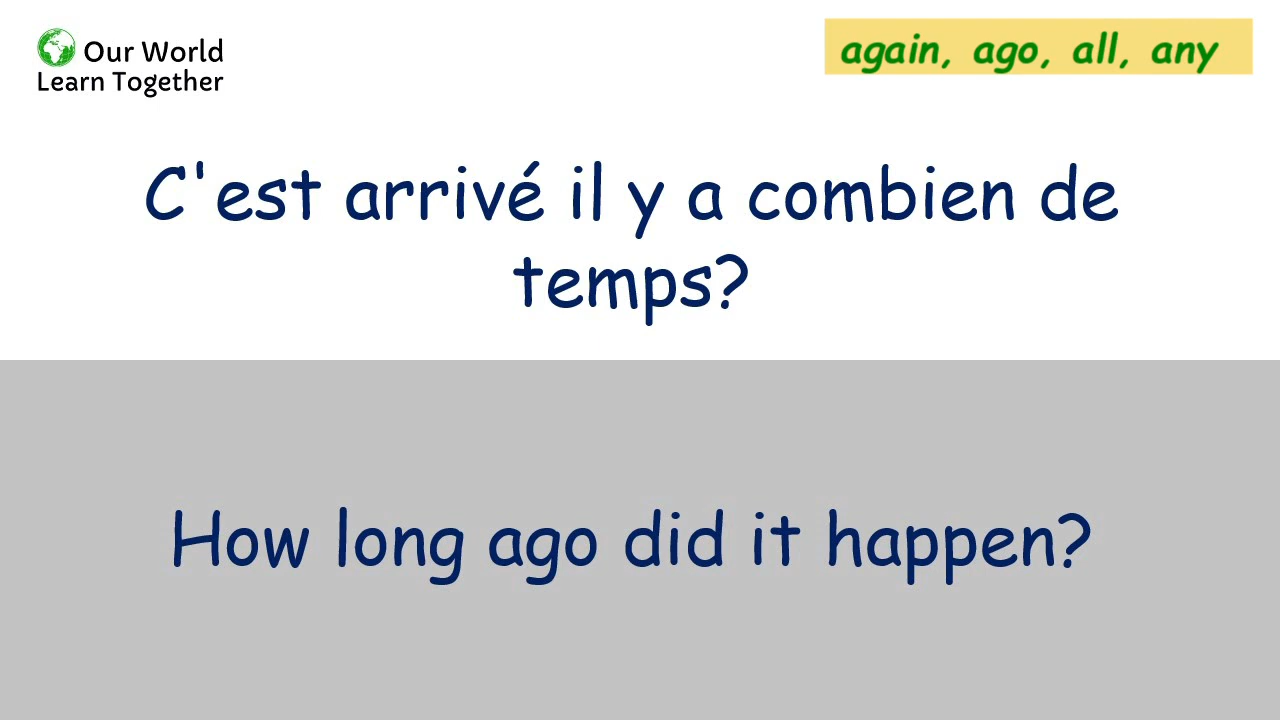 Our World
Learn Together
again, ago, all, any
C'est arrivé il y a combien de
temps?
How long ago did it happen?